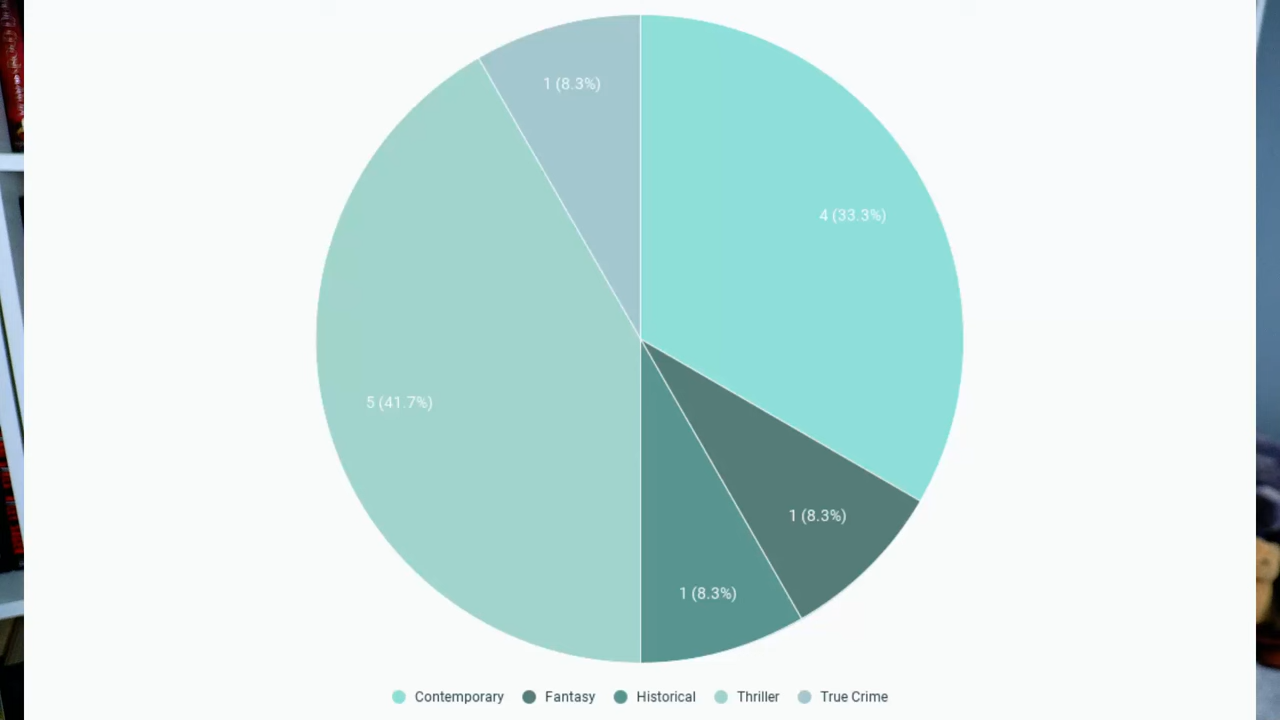 1 (8.3%)
4 (33.3%)
5 (41.7%)
1 (8.3%)
1 (8.3%)
Contemporary
Fantasy
Historical
Thriller
True Crime